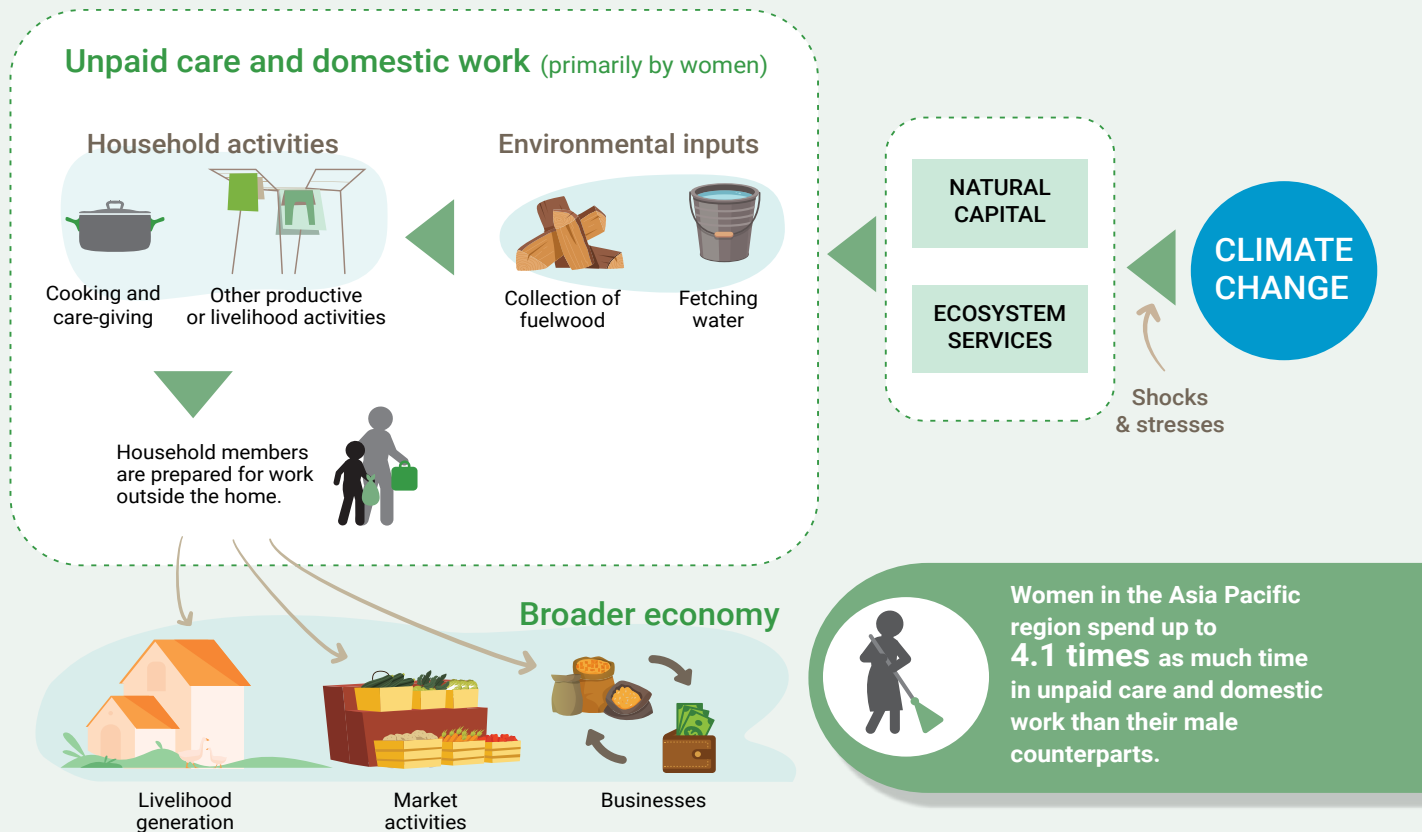 Unpaid care and domestic work (primarily by women)
Household activities
Environmental inputs
Cooking and
care-giving
Other productive
or livelihood activities
Collection of
fuelwood
Fetching
water
NATURAL
CAPITAL
ECOSYSTEM
SERVICES
CLIMATE
CHANGE
Shocks
& stresses
Household members
are prepared for work
outside the home.
Broader economy
Livelihood
generation
Market
activities
Businesses
Women in the Asia Pacific
region spend up to
4.1 times as much time
in unpaid care and domestic
work than their male
counterparts.